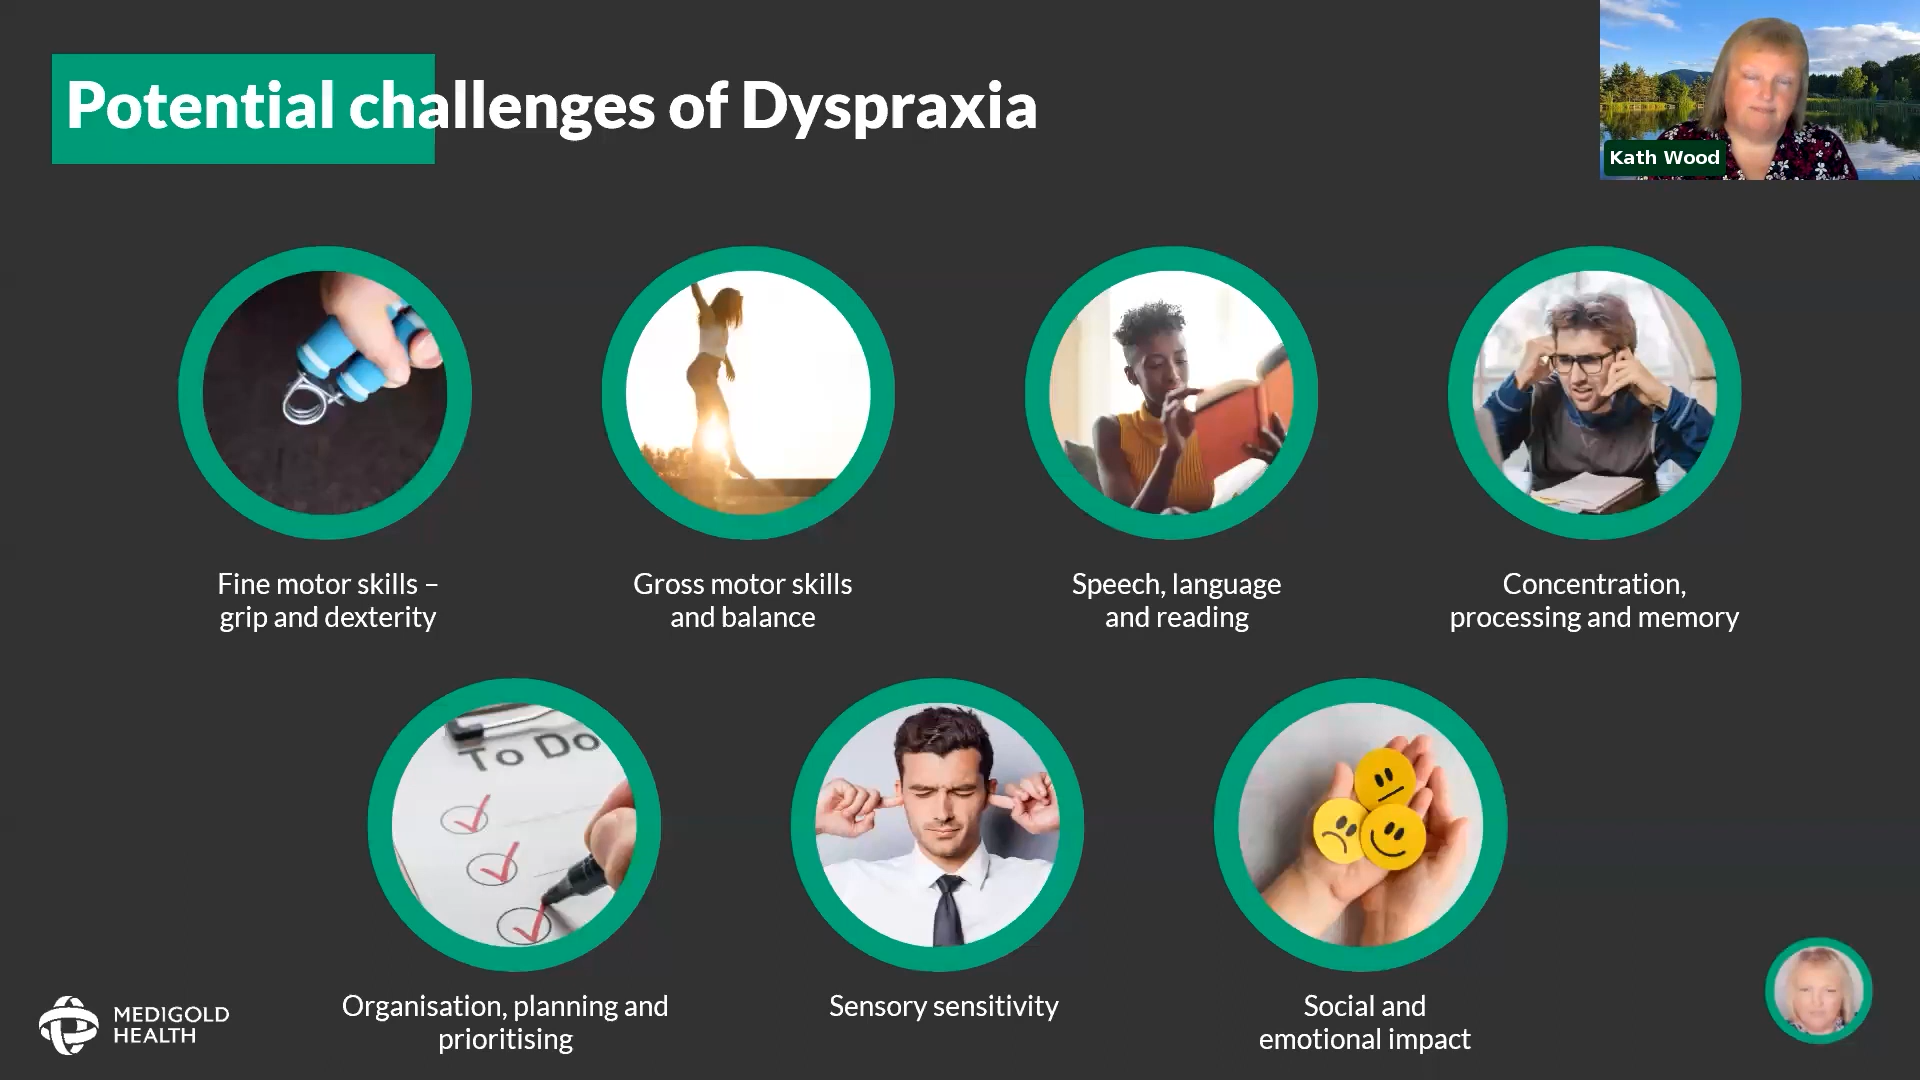 Potential challenges of Dyspraxia
Kath Wood
Fine motor skills –
grip and dexterity
Gross motor skills
and balance
Speech, language
and reading
Concentration,
processing and memory
To Do
Organisation, planning and
prioritising
Sensory sensitivity
Social and
emotional impact
MEDIGOLD
HEALTH